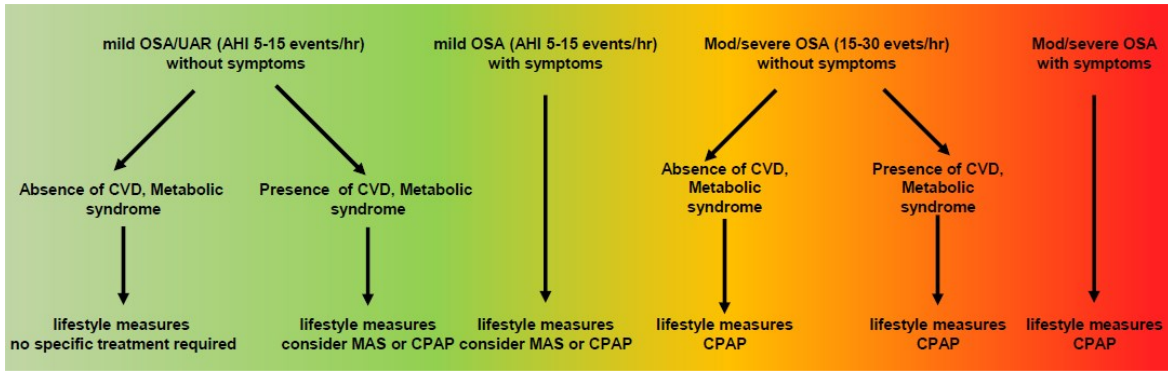 mild OSA/UAR (AHI 5-15 events/hr)
without symptoms
mild OSA (AHI 5-15 events/hr)
with symptoms
Mod/severe OSA (15-30 evets/hr)
without symptoms
Mod/severe OSA
with symptoms
Absence of CVD, Metabolic
syndrome
Presence of CVD, Metabolic
syndrome
Absence of CVD,
Metabolic
syndrome
Presence of CVD,
Metabolic
syndrome
lifestyle measures
no specific treatment required
lifestyle measures
consider MAS or CPAP
lifestyle measures
consider MAS or CPAP
lifestyle measures
CPAP
lifestyle measures
CPAP
lifestyle measures
CPAP